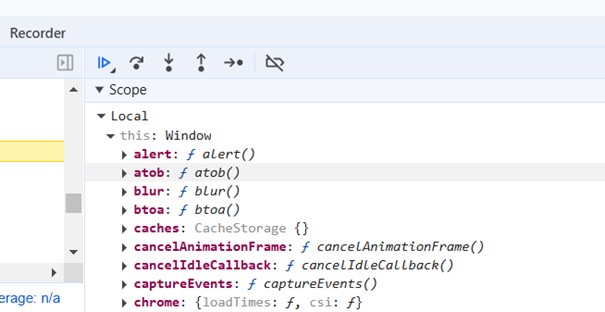 Recorder
Scope
Local
this: Window
alert: ƒ alert()
atob: ƒ atob()
blur: ƒ blur()
btoa: ƒ btoa()
caches: CacheStorage {}
cancelAnimationFrame: ƒ cancelAnimationFrame()
cancelIdleCallback: ƒ cancelIdleCallback()
captureEvents: ƒ captureEvents()
chrome: {loadTimes: ƒ, csi: ƒ}
erage: n/a